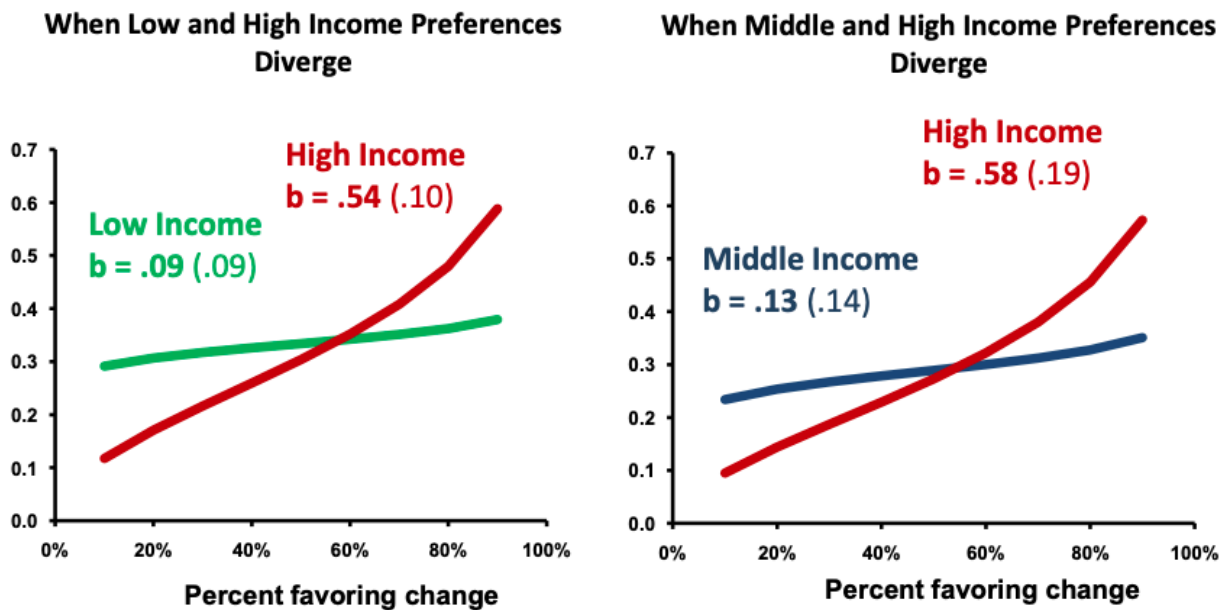 When Low and High Income Preferences
Diverge
0.7
0.6
0.5
0.4
0.3
0.2
0.1
0.0
High Income
b = .54 (.10)
Low Income
b = .09 (.09)
0%
20%
40%
60%
80%
100%
Percent favoring change
When Middle and High Income Preferences
Diverge
0.7
0.6
0.5
0.4
0.3
0.2
0.1
0.0
High Income
b = .58 (.19)
Middle Income
b = .13 (.14)
0%
20%
40%
60%
80%
100%
Percent favoring change